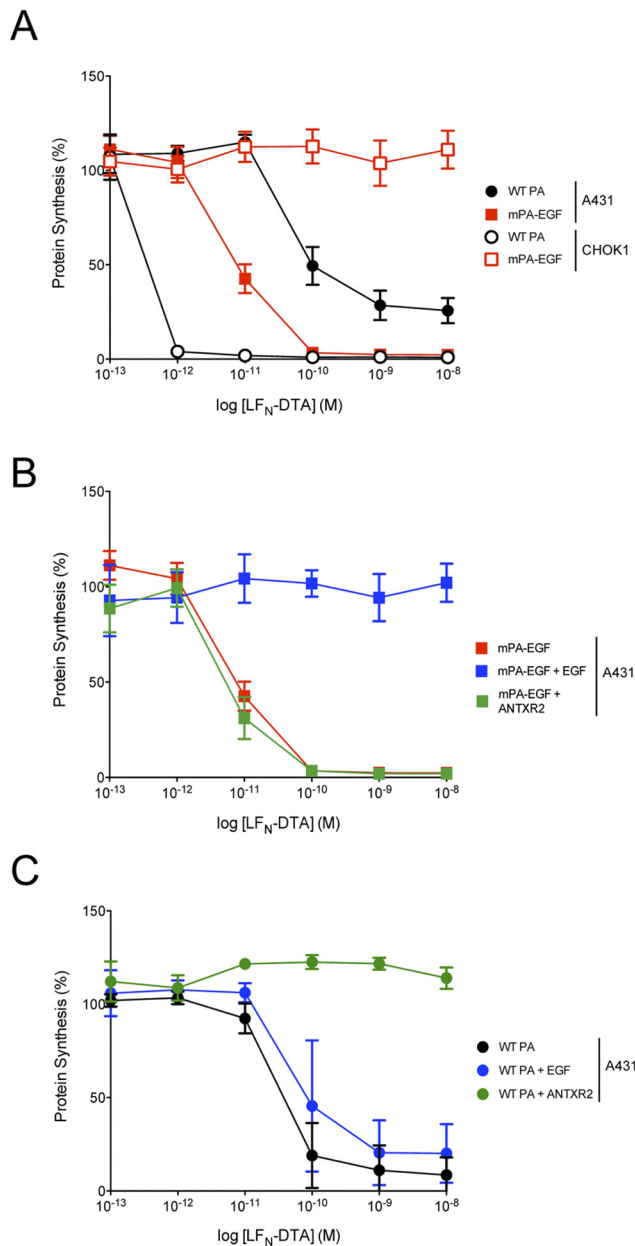 A
150
100
50
0
Protein Synthesis (%)
10-13 10-12 10-11 10-10 10-9 10-8
log [LFN-DTA] (M)
WT PA
mPA-EGF
A431
WT PA
mPA-EGF
CHOK1
B
150
100
50
0
Protein Synthesis (%)
10-13 10-12 10-11 10-10 10-9 10-8
log [LFN-DTA] (M)
mPA-EGF
mPA-EGF + EGF
mPA-EGF +
ANTXR2
A431
C
150
100
50
0
Protein Synthesis (%)
10-13 10-12 10-11 10-10 10-9 10-8
log [LFN-DTA] (M)
WT PA
WT PA + EGF
WT PA + ANTXR2
A431